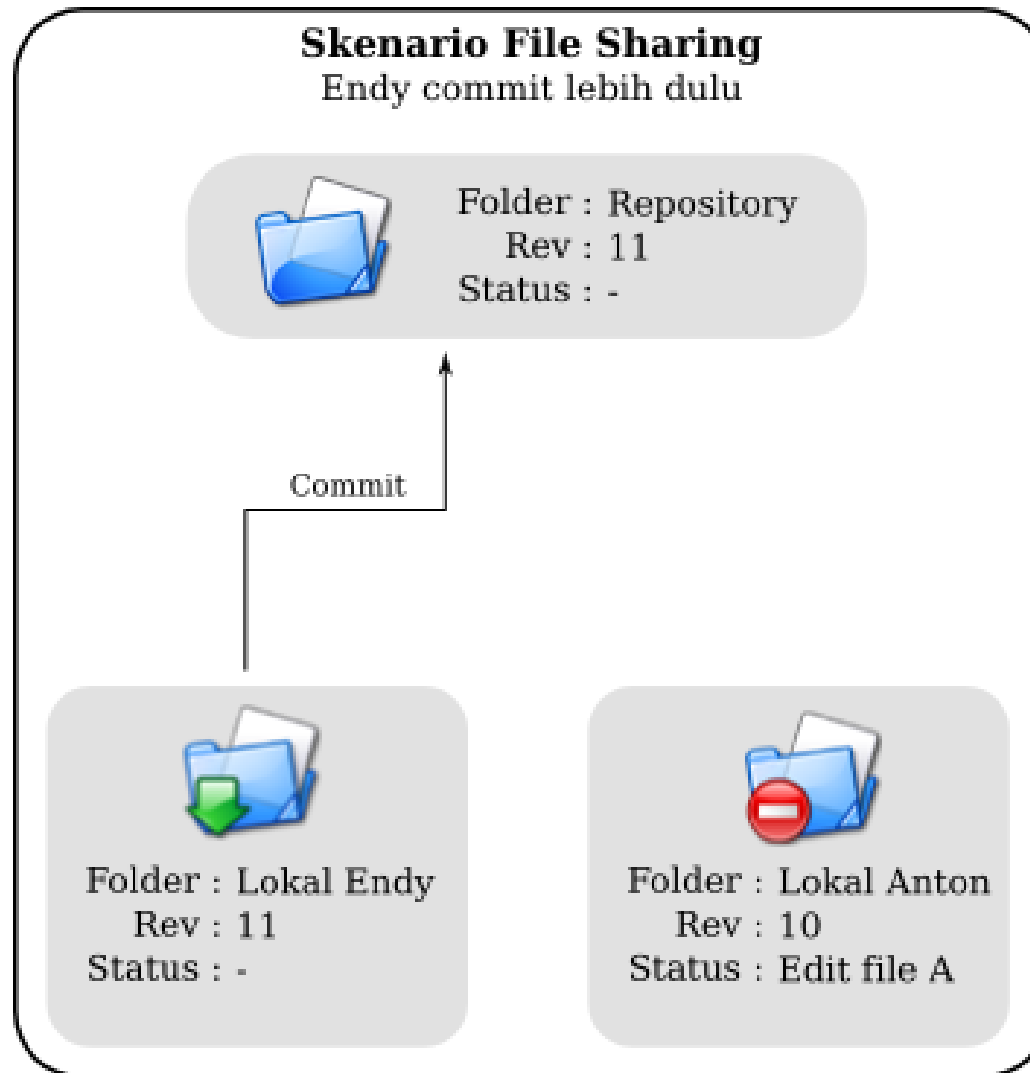 Skenario File Sharing
Endy commit lebih dulu
Folder : Repository
Rev : 11
Status : -
Commit
Folder : Lokal Endy
Rev : 11
Status : -
Folder : Lokal Anton
Rev : 10
Status : Edit file A